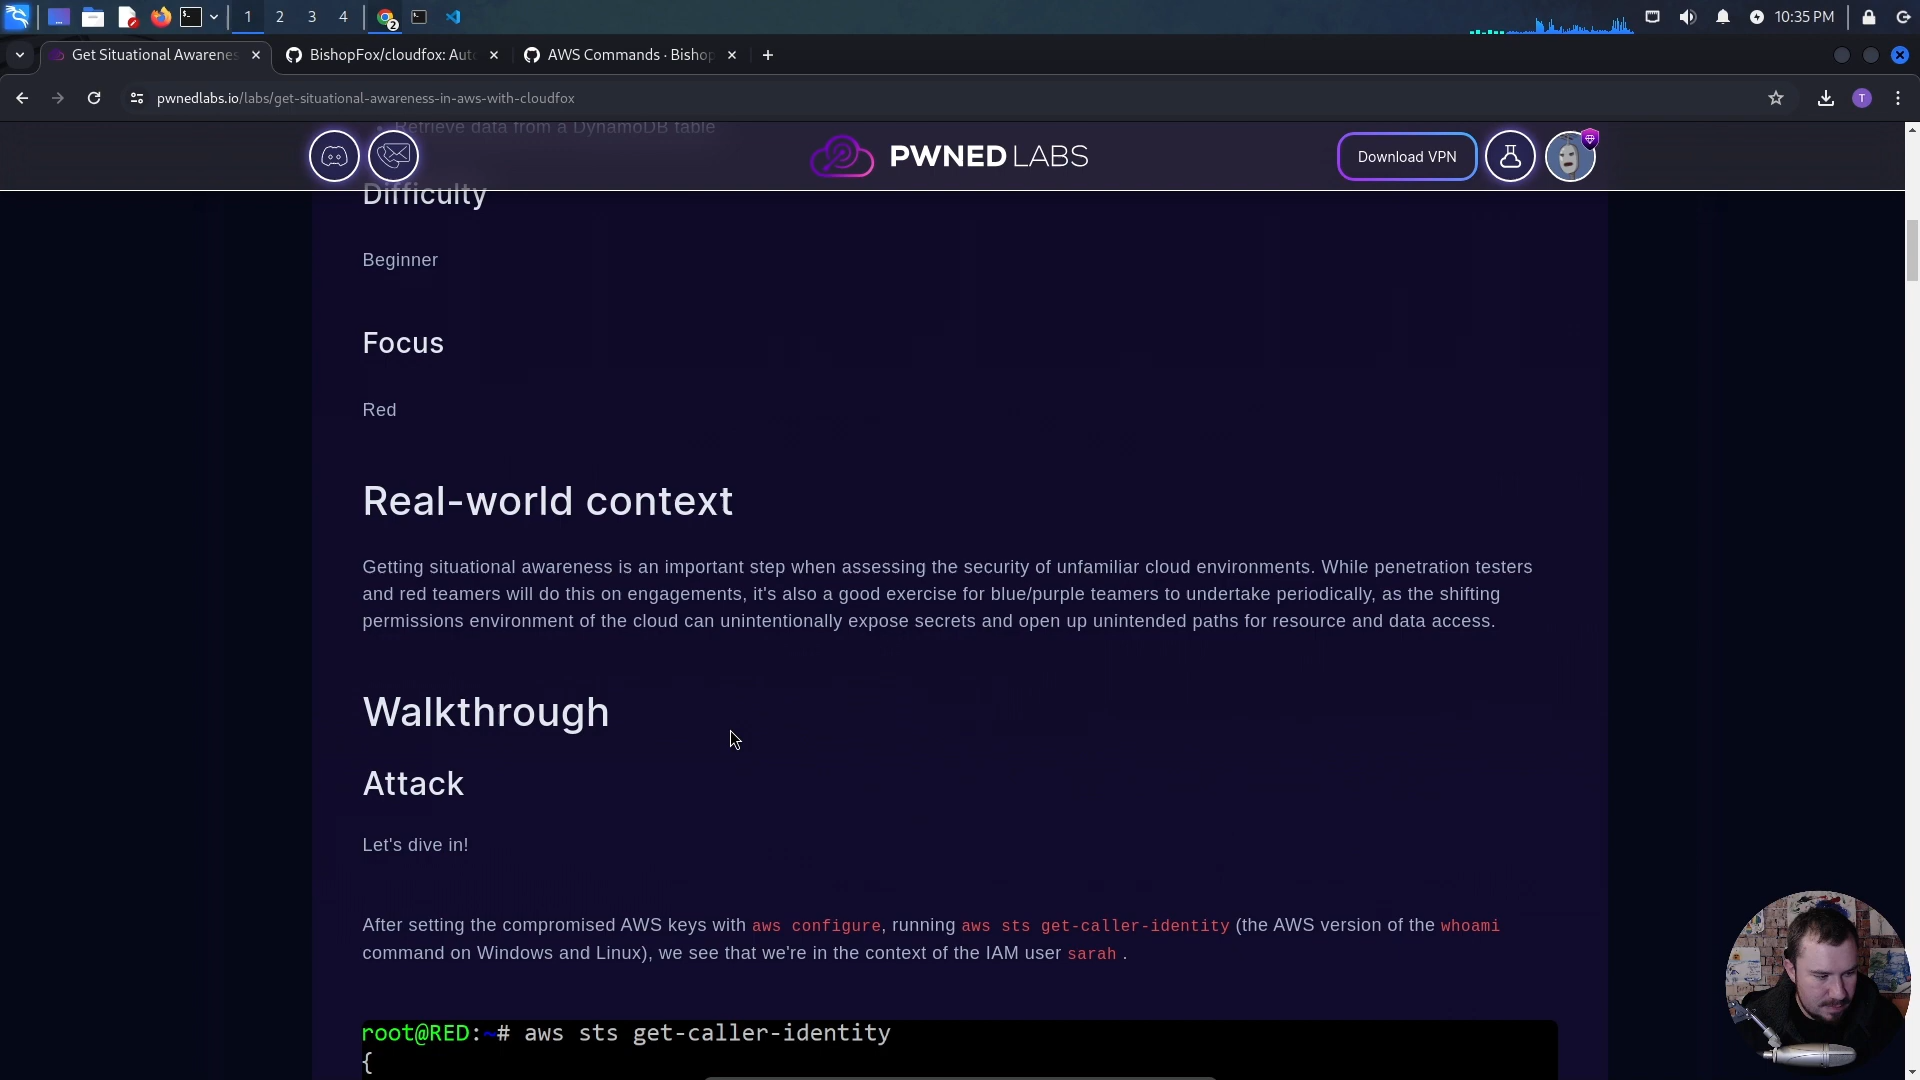 1 2 3 4 2 10:35 PM
Get Situational Awarenes BishopFox/cloudfox: Aut AWS Commands · Bishop
pwnedlabs.io/labs/get-situational-awareness-in-aws-with-cloudfox T
Retrieve data from a DynamoDB table
PWNED LABS
Download VPN
Difficulty
Beginner
Focus
Red
Real-world context
Getting situational awareness is an important step when assessing the security of unfamiliar cloud environments. While penetration testers
and red teamers will do this on engagements, it's also a good exercise for blue/purple teamers to undertake periodically, as the shifting
permissions environment of the cloud can unintentionally expose secrets and open up unintended paths for resource and data access.
Walkthrough
Attack
Let's dive in!
After setting the compromised AWS keys with aws configure, running aws sts get-caller-identity (the AWS version of the whoami
command on Windows and Linux), we see that we're in the context of the IAM user sarah .
root@RED:~# aws sts get-caller-identity
{